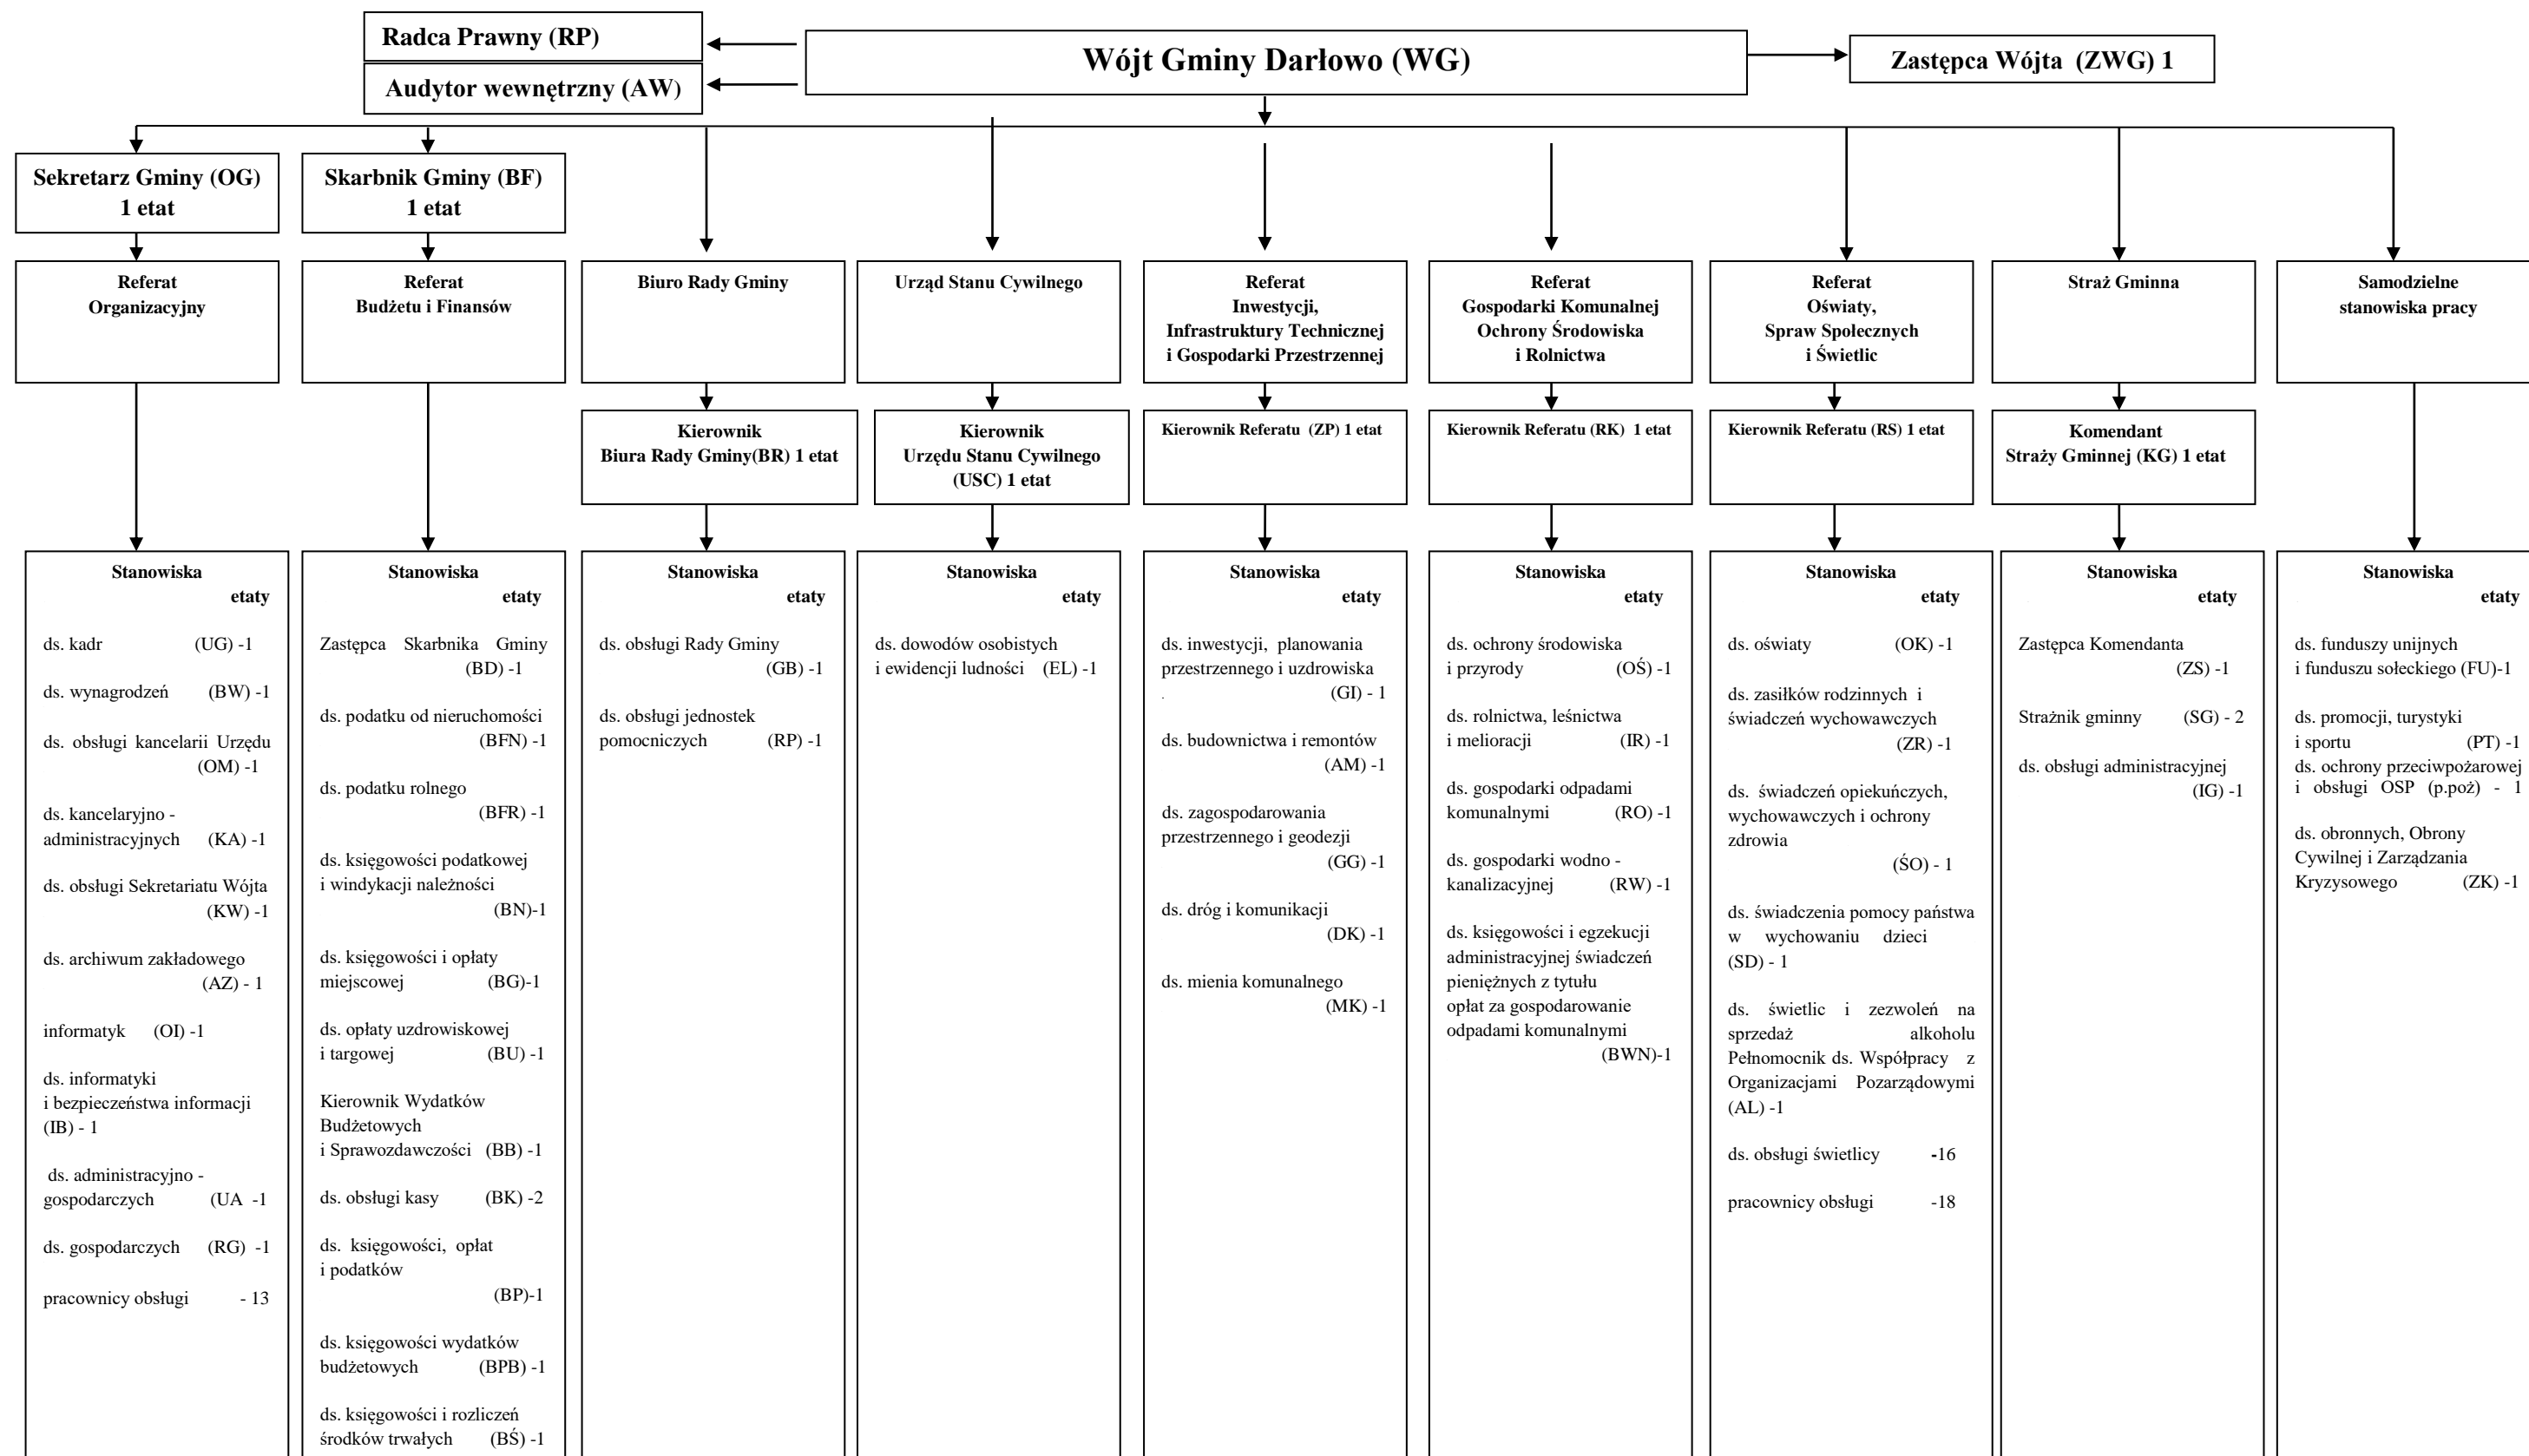 Radca Prawny (RP)
Audytor wewnętrzny (AW)
Wójt Gminy Darłowo (WG)
Zastępca Wójta (ZWG) 1
Sekretarz Gminy (OG)
1 etat
Skarbnik Gminy (BF)
1 etat
Referat
Organizacyjny
Referat
Budżetu i Finansów
Biuro Rady Gminy
Urząd Stanu Cywilnego
Referat
Inwestycji,
Infrastruktury Technicznej
i Gospodarki Przestrzennej
Referat
Gospodarki Komunalnej
Ochrony Środowiska
i Rolnictwa
Referat
Oświaty,
Spraw Społecznych
i Świetlic
Straż Gminna
Samodzielne
stanowiska pracy
Kierownik
Biura Rady Gminy(BR) 1 etat
Kierownik
Urzędu Stanu Cywilnego
(USC) 1 etat
Kierownik Referatu (ZP) 1 etat
Kierownik Referatu (RK) 1 etat
Kierownik Referatu (RS) 1 etat
Komendant
Straży Gminnej (KG) 1 etat
Stanowiska
etaty
ds. kadr (UG) -1
ds. wynagrodzeń (BW) -1
ds. obsługi kancelarii Urzędu
(OM) -1
ds. kancelaryjno -
administracyjnych (KA) -1
ds. obsługi Sekretariatu Wójta
(KW) -1
ds. archiwum zakładowego
(AZ) - 1
informatyk (OI) -1
ds. informatyki
i bezpieczeństwa informacji
(IB) - 1
ds. administracyjno -
gospodarczych (UA -1
ds. gospodarczych (RG) -1
pracownicy obsługi - 13
Stanowiska
etaty
Zastępca Skarbnika Gminy
(BD) -1
ds. podatku od nieruchomości
(BFN) -1
ds. podatku rolnego
(BFR) -1
ds. księgowości podatkowej
i windykacji należności
(BN)-1
ds. księgowości i opłaty
miejscowej (BG)-1
ds. opłaty uzdrowiskowej
i targowej (BU) -1
Kierownik Wydatków
Budżetowych
i Sprawozdawczości (BB) -1
ds. obsługi kasy (BK) -2
ds. księgowości, opłat
i podatków
(BP)-1
ds. księgowości wydatków
budżetowych (BPB) -1
ds. księgowości i rozliczeń
środków trwałych (BŚ) -1
Stanowiska
etaty
ds. obsługi Rady Gminy
(GB) -1
ds. obsługi jednostek
pomocniczych (RP) -1
Stanowiska
etaty
ds. dowodów osobistych
i ewidencji ludności (EL) -1
Stanowiska
etaty
ds. inwestycji, planowania
przestrzennego i uzdrowiska
. (GI) - 1
ds. budownictwa i remontów
(AM) -1
ds. zagospodarowania
przestrzennego i geodezji
(GG) -1
ds. dróg i komunikacji
(DK) -1
ds. mienia komunalnego
(MK) -1
Stanowiska
etaty
ds. ochrony środowiska
i przyrody (OŚ) -1
ds. rolnictwa, leśnictwa
i melioracji (IR) -1
ds. gospodarki odpadami
komunalnymi (RO) -1
ds. gospodarki wodno -
kanalizacyjnej (RW) -1
ds. księgowości i egzekucji
administracyjnej świadczeń
pieniężnych z tytułu
opłat za gospodarowanie
odpadami komunalnymi
(BWN)-1
Stanowiska
etaty
ds. oświaty (OK) -1
ds. zasiłków rodzinnych i
świadczeń wychowawczych
(ZR) -1
ds. świadczeń opiekuńczych,
wychowawczych i ochrony
zdrowia
(ŚO) - 1
ds. świadczenia pomocy państwa
w wychowaniu dzieci
(SD) - 1
ds. świetlic i zezwoleń na
sprzedaż alkoholu
Pełnomocnik ds. Współpracy z
Organizacjami Pozarządowymi
(AL) -1
ds. obsługi świetlicy -16
pracownicy obsługi -18
Stanowiska
etaty
Zastępca Komendanta
(ZS) -1
Strażnik gminny (SG) - 2
ds. obsługi administracyjnej
(IG) -1
Stanowiska
etaty
ds. funduszy unijnych
i funduszu sołeckiego (FU)-1
ds. promocji, turystyki
i sportu (PT) -1
ds. ochrony przeciwpożarowej
i obsługi OSP (p.poż) - 1
ds. obronnych, Obrony
Cywilnej i Zarządzania
Kryzysowego (ZK) -1